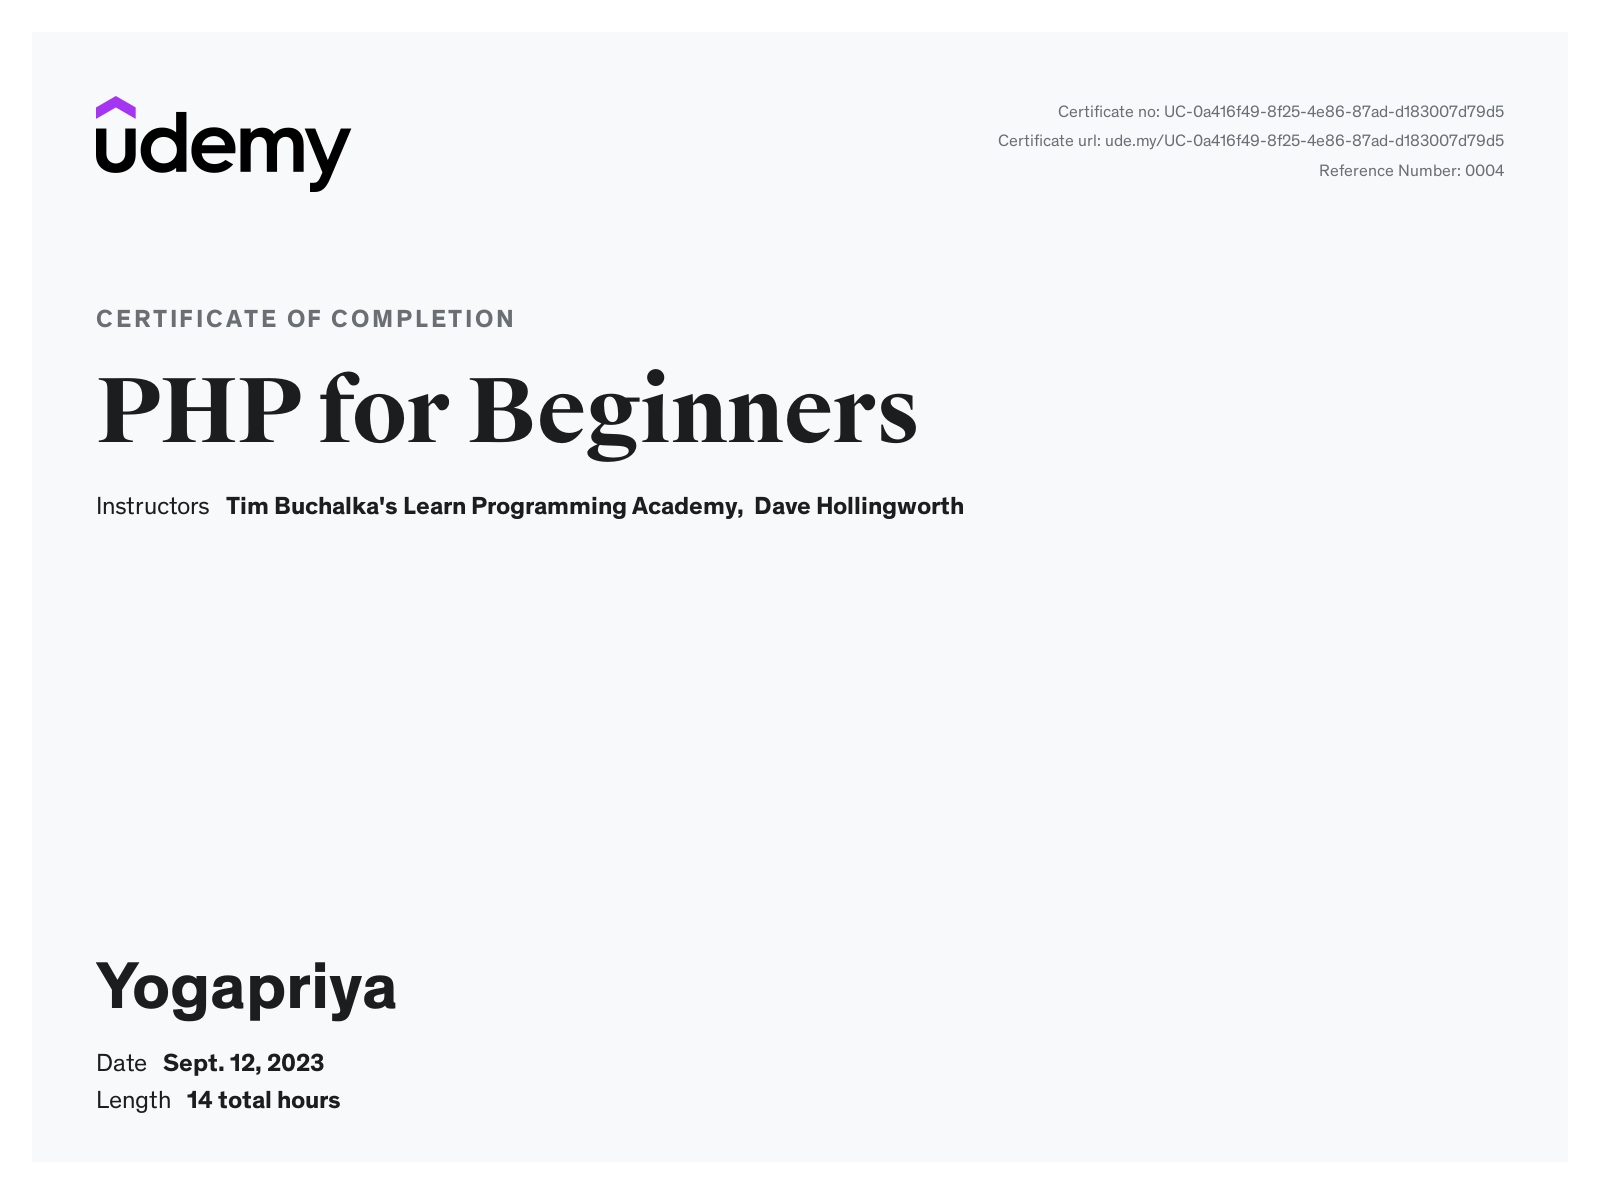 udemy
Certificate no: UC-0a416f49-8f25-4e86-87ad-d183007d79d5
Certificate url: ude.my/UC-0a416f49-8f25-4e86-87ad-d183007d79d5
Reference Number: 0004
CERTIFICATE OF COMPLETION
PHP for Beginners
Instructors Tim Buchalka's Learn Programming Academy, Dave Hollingworth
Yogapriya
Date Sept. 12, 2023
Length 14 total hours